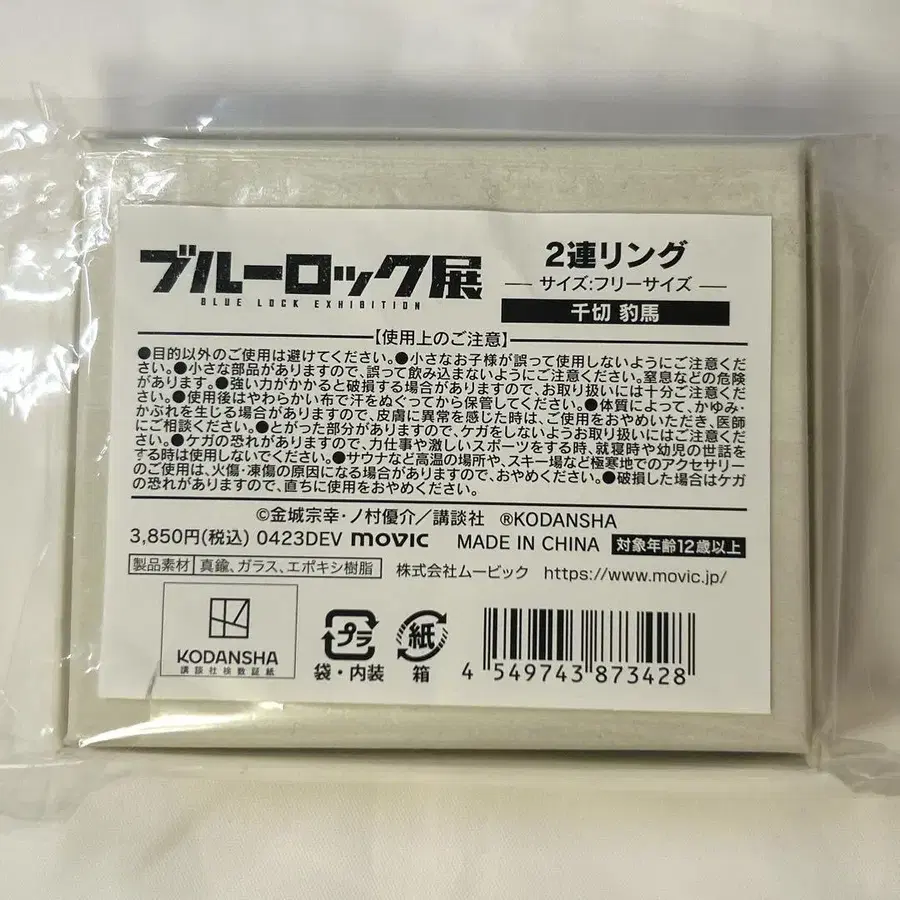 ブルーロック展
BLUE LOCK EXHIBITION
2連リング
サイズ:フリーサイズ
千切 豹馬
【使用上のご注意】
●目的以外のご使用は避けてください。●小さなお子様が誤って使用しないようにご注意くだ
さい。●小さな部品がありますので、誤って飲み込まないようにご注意ください。窒息などの危険
があります。●強い力がかかると破損する場合がありますので、お取り扱いには十分ご注意くだ
さい。●使用後はやわらかい布で汗をぬぐってから保管してください。●体質によって、かゆみ・
かぶれを生じる場合がありますので、皮膚に異常を感じた時は、ご使用をおやめいただき、医師
にご相談ください。●とがった部分がありますので、ケガをしないようお取り扱いにはご注意くださ
い。●ケガの恐れがありますので、力仕事や激しいスポーツをする時、就寝時や幼児の世話を
する時は使用しないでください。●サウナなど高温の場所や、スキー場など極寒地でのアクセサリー
のご使用は、火傷・凍傷の原因になる場合がありますので、おやめください。●破損した場合はケガ
の恐れがありますので、直ちに使用をおやめください。
©金城宗幸・ノ村優介/講談社 ®KODANSHA
3,850円(税込) 0423DEV movic MADE IN CHINA 対象年齢12歳以上
製品素材 真鍮、ガラス、エポキシ樹脂 株式会社ムービック https://www.movic.jp/
KODANSHA
講談社検数証紙
プラ
袋・内装
紙
箱
4 549743 873428